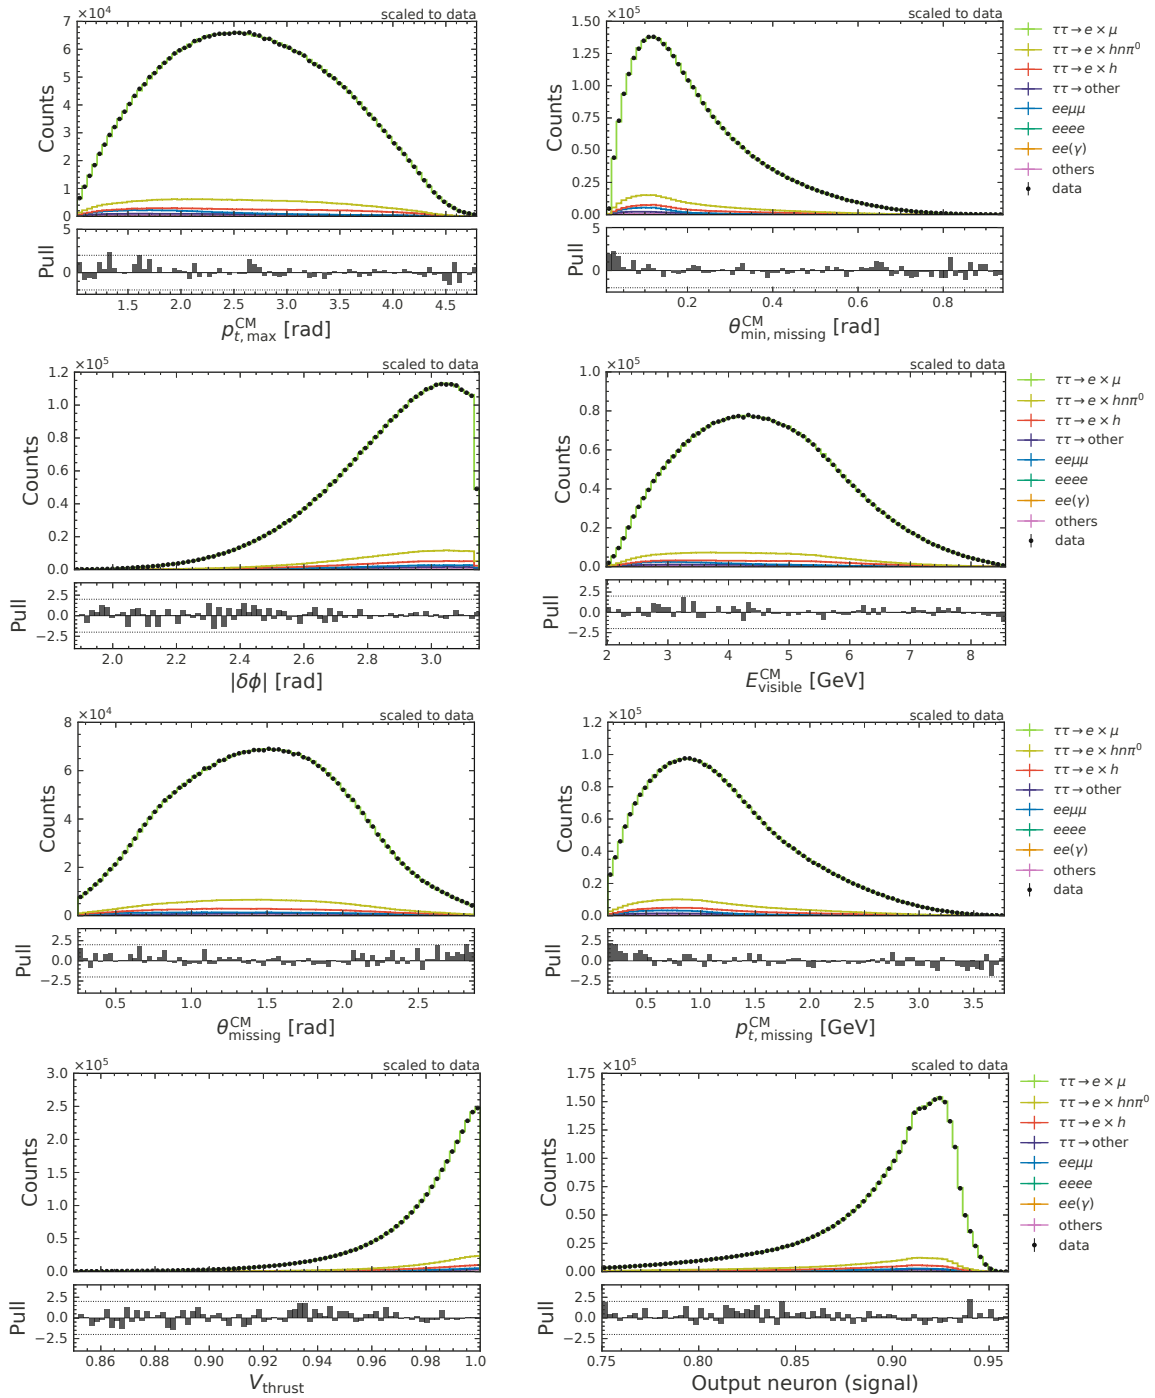 ×10⁴ scaled to data
7
6
5
4
3
2
1
0
Counts
5
0
Pull
1.5 2.0 2.5 3.0 3.5 4.0 4.5
p_{t, max}^{CM} [rad]
×10⁵ scaled to data
1.50
1.25
1.00
0.75
0.50
0.25
0.00
Counts
5
0
Pull
0.2 0.4 0.6 0.8
θ_{min, missing}^{CM} [rad]
ττ → e × μ
ττ → e × hnπ⁰
ττ → e × h
ττ → other
eeμμ
eeee
ee(γ)
others
data
×10⁵ scaled to data
1.2
1.0
0.8
0.6
0.4
0.2
0.0
Counts
2.5
0.0
−2.5
Pull
2.0 2.2 2.4 2.6 2.8 3.0
|δϕ| [rad]
×10⁵ scaled to data
1.0
0.8
0.6
0.4
0.2
0.0
Counts
2.5
0.0
−2.5
Pull
2 3 4 5 6 7 8
E_{visible}^{CM} [GeV]
ττ → e × μ
ττ → e × hnπ⁰
ττ → e × h
ττ → other
eeμμ
eeee
ee(γ)
others
data
×10⁴ scaled to data
8
6
4
2
0
Counts
2.5
0.0
−2.5
Pull
0.5 1.0 1.5 2.0 2.5
θ_{missing}^{CM} [rad]
×10⁵ scaled to data
1.2
1.0
0.8
0.6
0.4
0.2
0.0
Counts
2.5
0.0
−2.5
Pull
0.5 1.0 1.5 2.0 2.5 3.0 3.5
p_{t, missing}^{CM} [GeV]
ττ → e × μ
ττ → e × hnπ⁰
ττ → e × h
ττ → other
eeμμ
eeee
ee(γ)
others
data
×10⁵ scaled to data
3.0
2.5
2.0
1.5
1.0
0.5
0.0
Counts
2.5
0.0
−2.5
Pull
0.86 0.88 0.90 0.92 0.94 0.96 0.98 1.0
V_{thrust}
×10⁵ scaled to data
1.75
1.50
1.25
1.00
0.75
0.50
0.25
0.00
Counts
2.5
0.0
−2.5
Pull
0.75 0.80 0.85 0.90 0.95
Output neuron (signal)
ττ → e × μ
ττ → e × hnπ⁰
ττ → e × h
ττ → other
eeμμ
eeee
ee(γ)
others
data